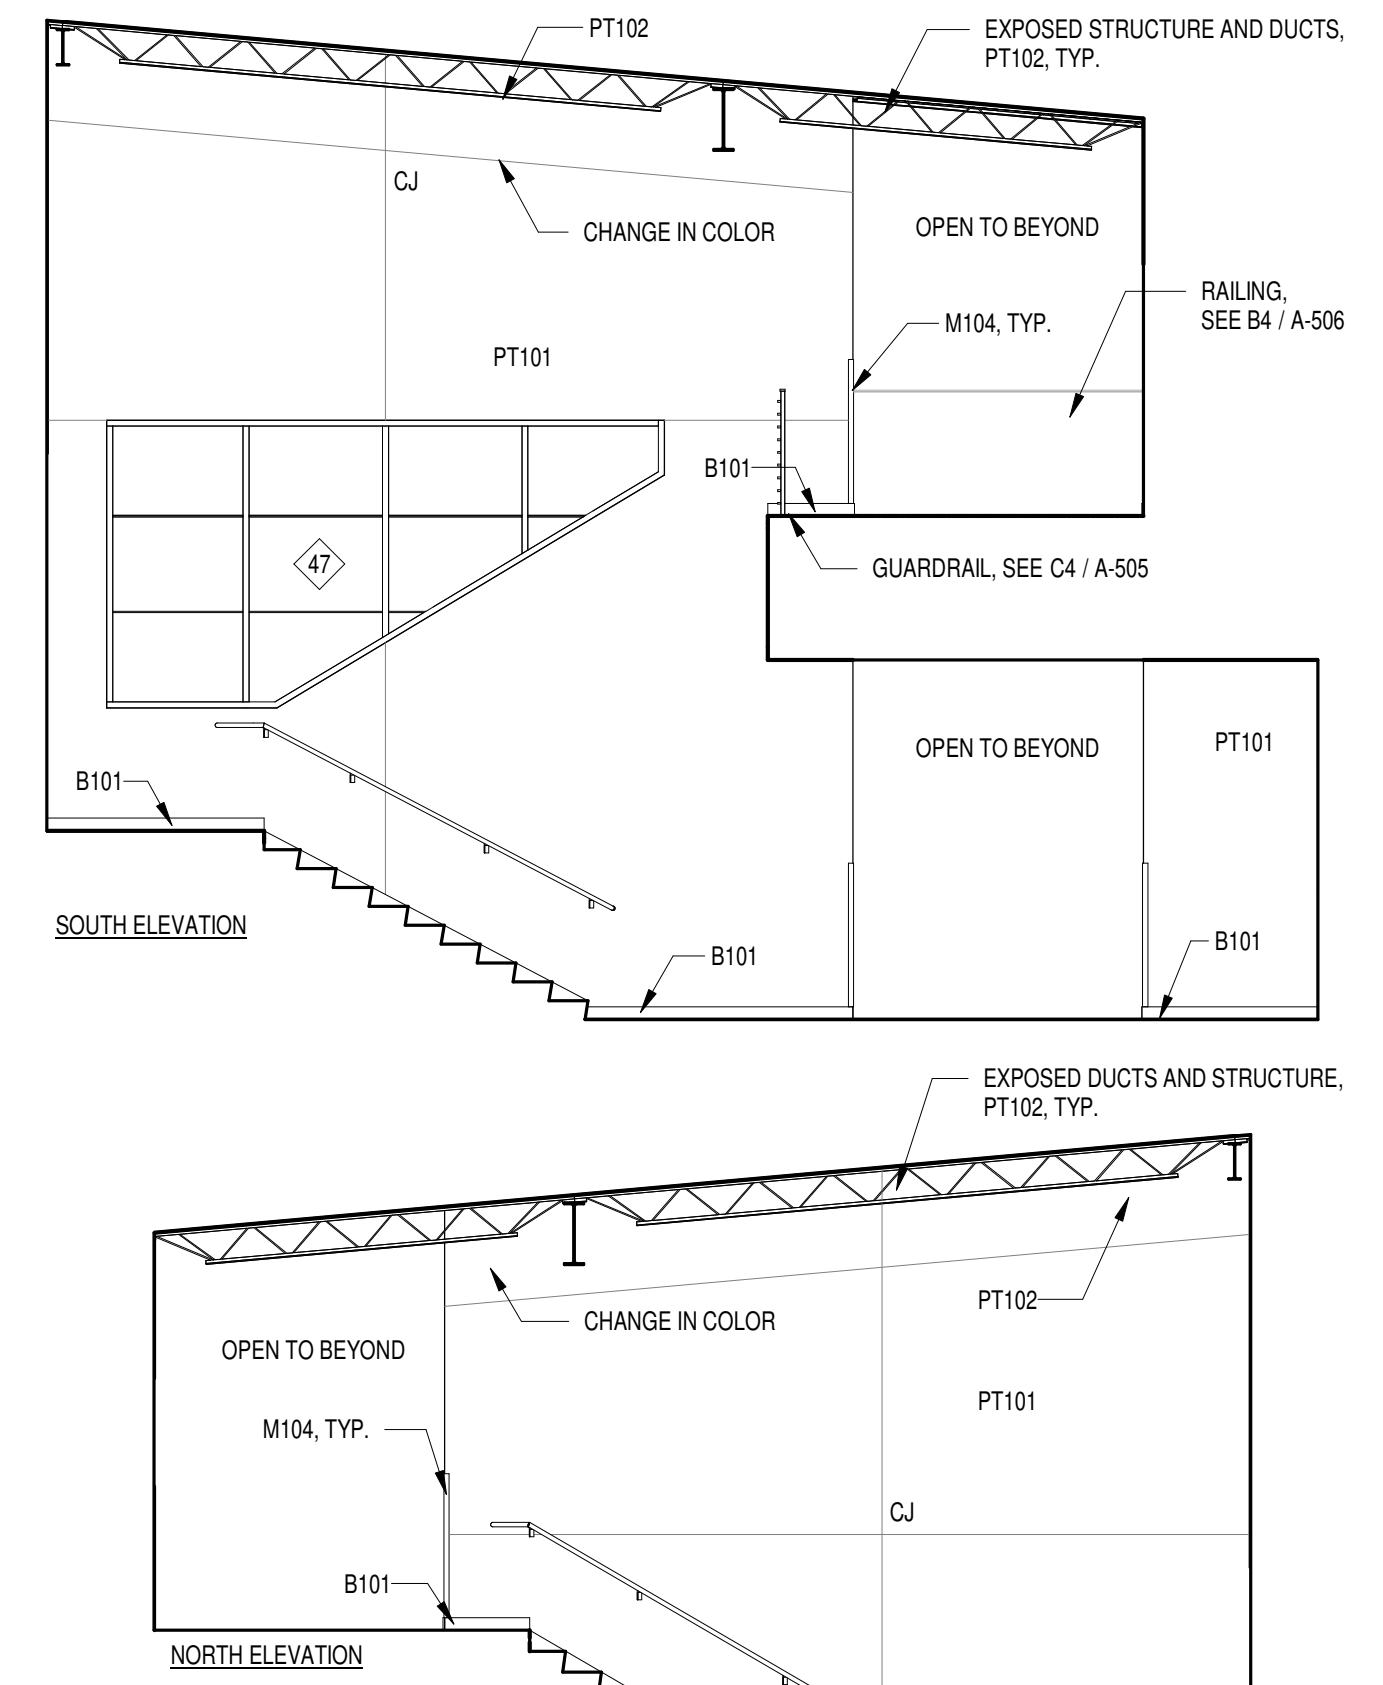 PT102
EXPOSED STRUCTURE AND DUCTS,
PT102, TYP.
CJ
CHANGE IN COLOR
OPEN TO BEYOND
RAILING,
SEE B4 / A-506
M104, TYP.
PT101
B101
47
GUARDRAIL, SEE C4 / A-505
OPEN TO BEYOND
PT101
B101
SOUTH ELEVATION
B101
B101
EXPOSED DUCTS AND STRUCTURE,
PT102, TYP.
PT102
CHANGE IN COLOR
OPEN TO BEYOND
PT101
M104, TYP.
CJ
B101
NORTH ELEVATION